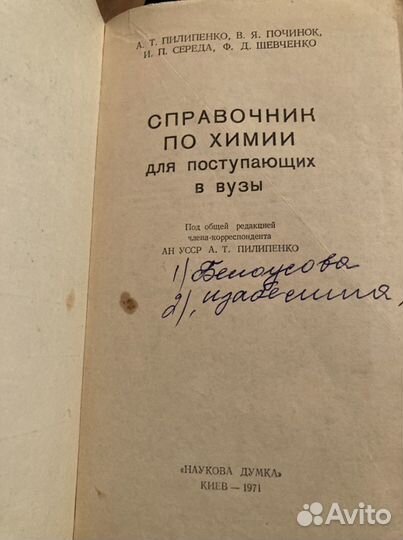 А. Т. ПИЛИПЕНКО, В. Я. ПОЧИНОК,
И. П. СЕРЕДА, Ф. Д. ШЕВЧЕНКО
СПРАВОЧНИК
ПО ХИМИИ
для поступающих
в вузы
Под общей редакцией
члена-корреспондента
АН УССР А. Т. ПИЛИПЕНКО
1) Белоусова
2),
«НАУКОВА ДУМКА»
КИЕВ — 1971
Avito